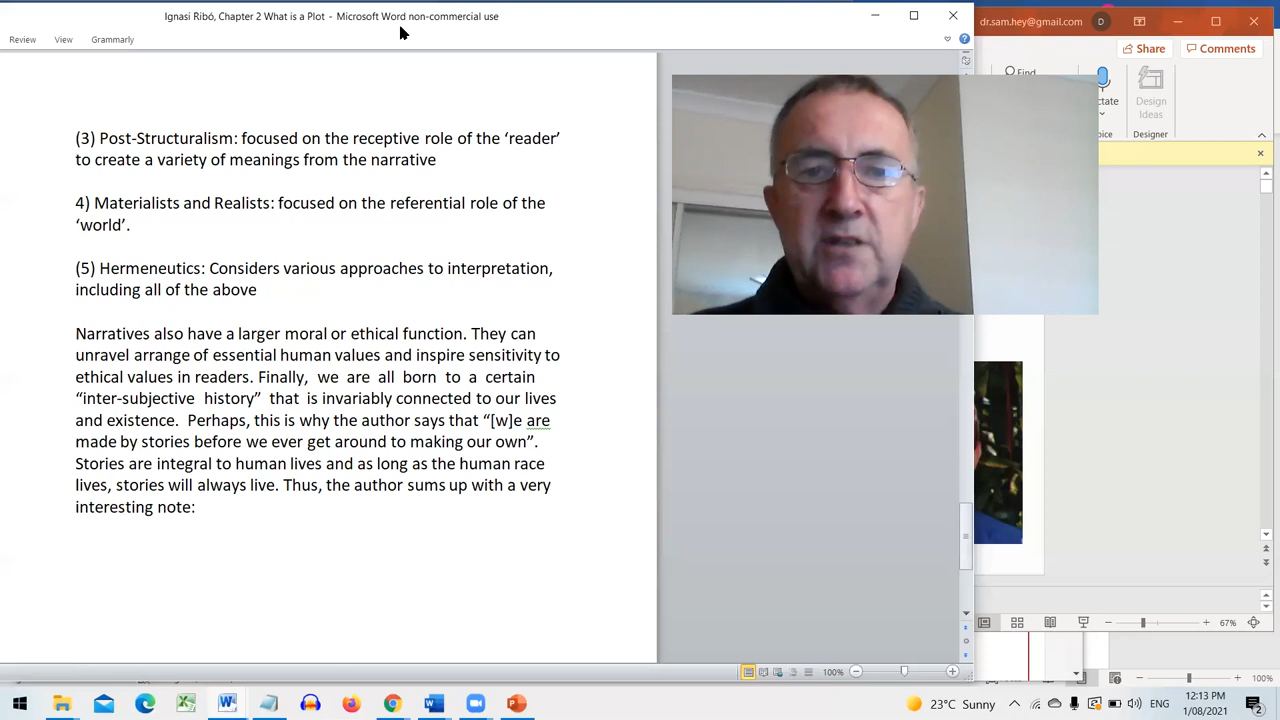 Ignasi Ribó, Chapter 2 What is a Plot - Microsoft Word non-commercial use
dr.sam.hey@gmail.com
D
Review View Grammarly
Share
Comments
Find
Design
Ideas
Designer
(3) Post-Structuralism: focused on the receptive role of the ‘reader’
to create a variety of meanings from the narrative
4) Materialists and Realists: focused on the referential role of the
‘world’.
(5) Hermeneutics: Considers various approaches to interpretation,
including all of the above
Narratives also have a larger moral or ethical function. They can
unravel arrange of essential human values and inspire sensitivity to
ethical values in readers. Finally, we are all born to a certain
“inter-subjective history” that is invariably connected to our lives
and existence. Perhaps, this is why the author says that “[w]e are
made by stories before we ever get around to making our own”.
Stories are integral to human lives and as long as the human race
lives, stories will always live. Thus, the author sums up with a very
interesting note:
67%
100%
100%
23°C Sunny
ENG
12:13 PM
1/08/2021
2